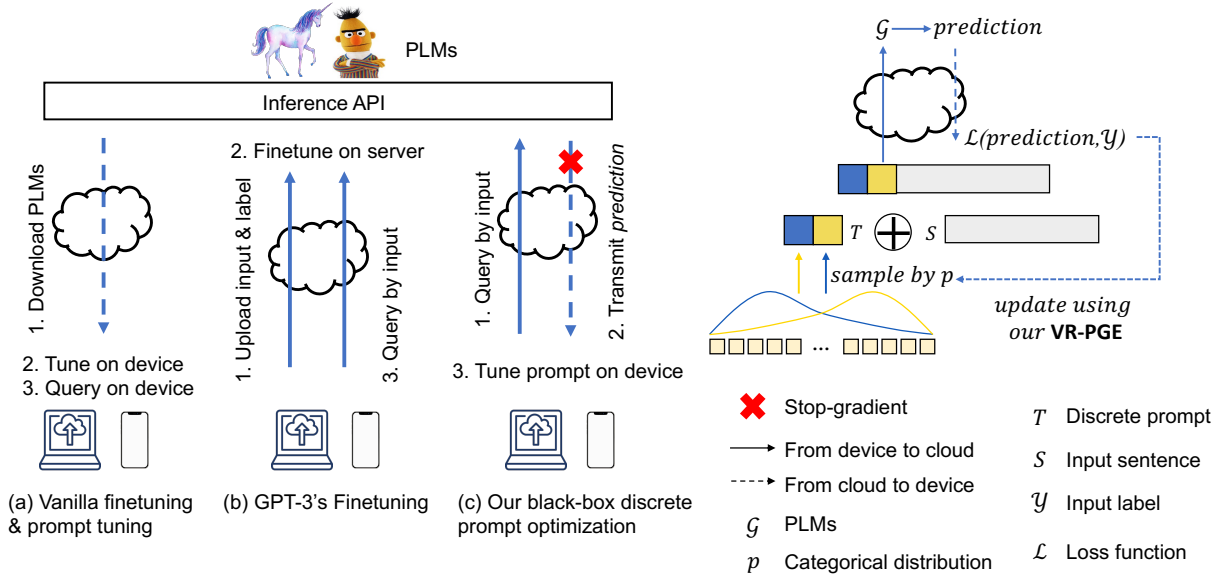 PLMs
Inference API
1. Download PLMs
2. Tune on device
3. Query on device
(a) Vanilla finetuning
& prompt tuning
2. Finetune on server
1. Upload input & label
3. Query by input
(b) GPT-3's Finetuning
1. Query by input
2. Transmit prediction
3. Tune prompt on device
(c) Our black-box discrete
prompt optimization
𝒢 prediction
ℒ(prediction,𝒴)
T S
sample by p
update using
our VR-PGE
...
Stop-gradient
From device to cloud
From cloud to device
𝒢 PLMs
p Categorical distribution
T Discrete prompt
S Input sentence
𝒴 Input label
ℒ Loss function